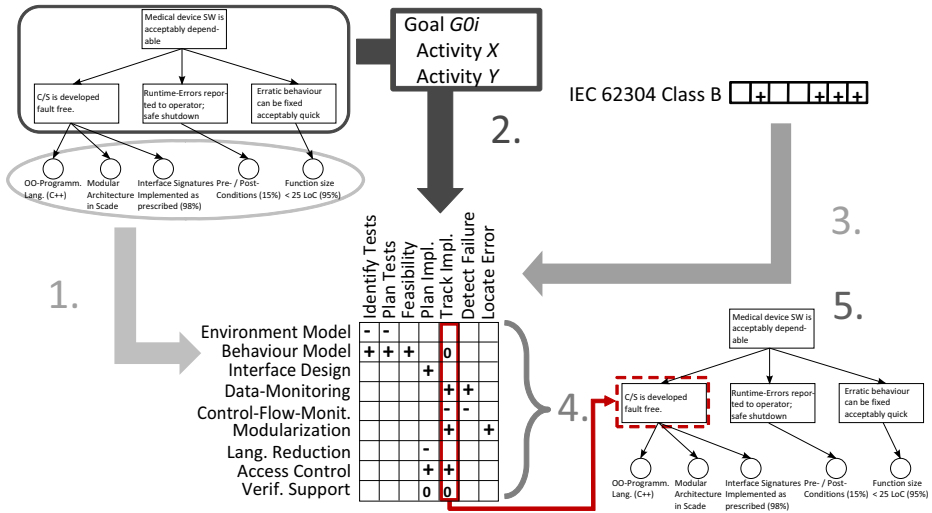 Medical device SW is
acceptably depend-
able
C/S is developed
fault free.
Runtime-Errors repor-
ted to operator;
safe shutdown
Erratic behaviour
can be fixed
acceptably quick
OO-Programm.
Lang. (C++)
Modular
Architecture
in Scade
Interface Signatures
Implemented as
prescribed (98%)
Pre- / Post-
Conditions (15%)
Function size
< 25 LoC (95%)
Goal G0i
Activity X
Activity Y
2.
IEC 62304 Class B
+ + + +
3.
1.
Identify Tests
Plan Tests
Feasibility
Plan Impl.
Track Impl.
Detect Failure
Locate Error
Environment Model - -
Behaviour Model + + + 0
Interface Design +
Data-Monitoring + +
Control-Flow-Monit. - -
Modularization + +
Lang. Reduction -
Access Control + +
Verif. Support 0 0
4.
5.
Medical device SW is
acceptably depend-
able
C/S is developed
fault free.
Runtime-Errors repor-
ted to operator;
safe shutdown
Erratic behaviour
can be fixed
acceptably quick
OO-Programm.
Lang. (C++)
Modular
Architecture
in Scade
Interface Signatures
Implemented as
prescribed (98%)
Pre- / Post-
Conditions (15%)
Function size
< 25 LoC (95%)